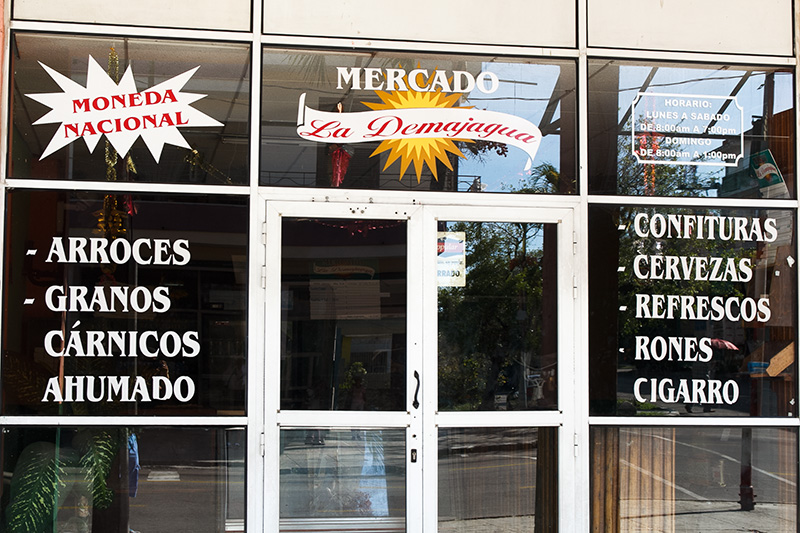 MONEDA
NACIONAL
MERCADO
La Demajagua
HORARIO:
LUNES A SABADO
DE 8:00am A 7:00pm
DOMINGO
DE 8:00am A 1:00pm
- ARROCES
- GRANOS
CÁRNICOS
AHUMADO
- CONFITURAS
- CERVEZAS
- REFRESCOS
- RONES
CIGARRO